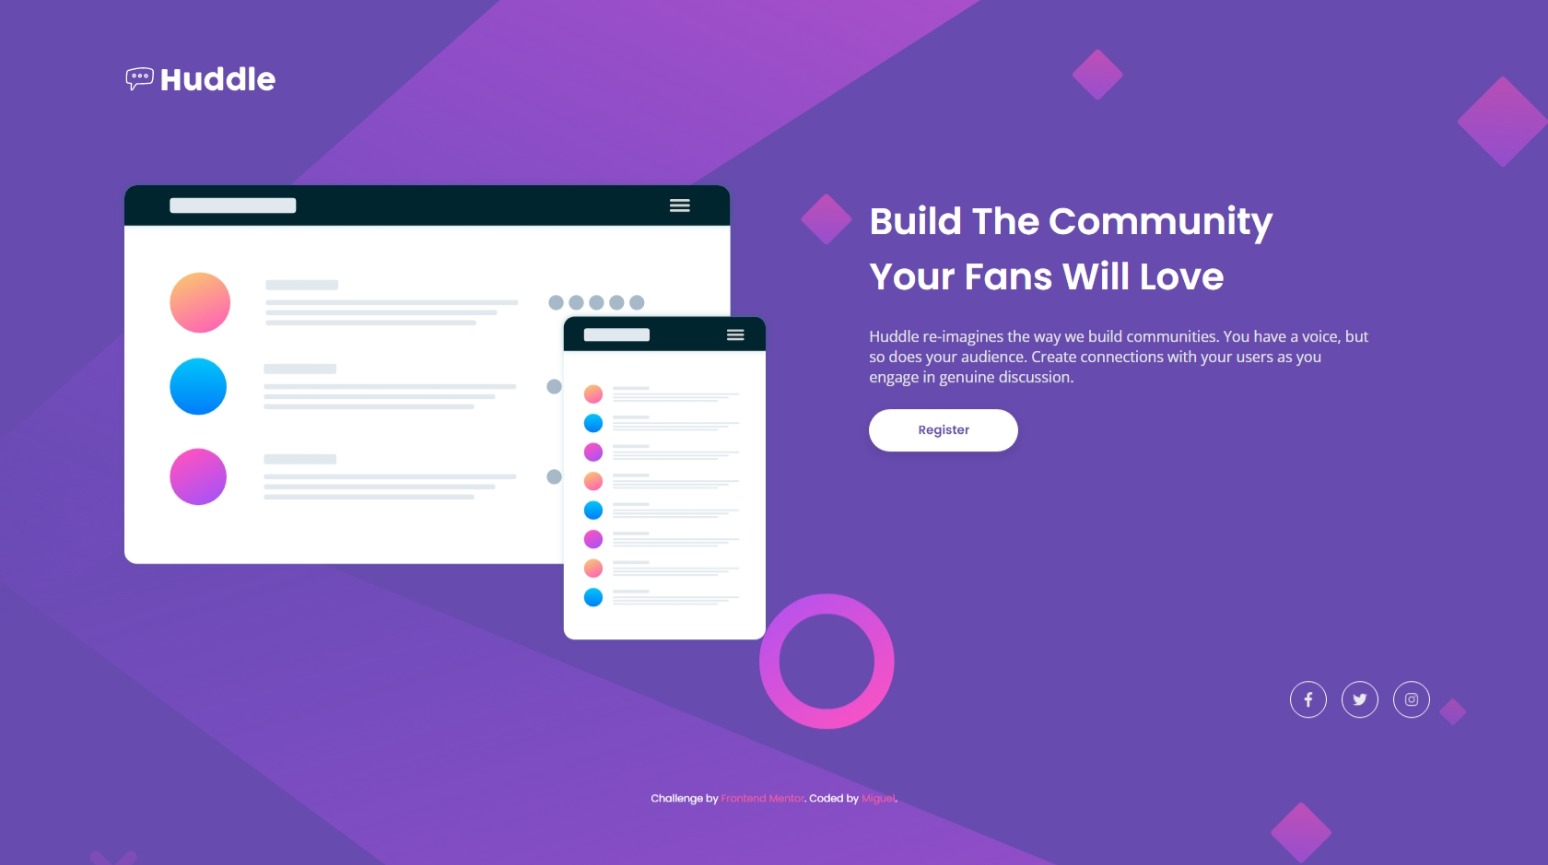 Huddle
Build The Community
Your Fans Will Love
Huddle re-imagines the way we build communities. You have a voice, but
so does your audience. Create connections with your users as you
engage in genuine discussion.
Register
Challenge by Frontend Mentor. Coded by Miguel.